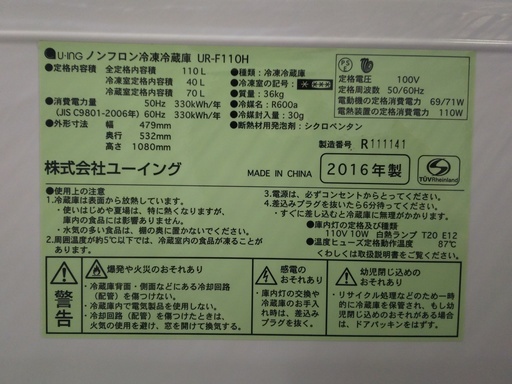 U-ING ノンフロン冷凍冷蔵庫 UR-F110H
●定格内容積 全定格内容積 110L
冷凍室定格内容積 40L
冷蔵室定格内容積 70L
●消費電力量 50Hz 330kWh/年
(JIS C9801-2006年) 60Hz 330kWh/年
●外形寸法 幅 479mm
奥行 532mm
高さ 1080mm
●種類：冷凍冷蔵庫
●冷凍室の記号：
●質量：36kg
●冷媒：R600a
●冷媒封入量：30g
●断熱材用発泡剤：シクロペンタン
PS E
定格電圧 100V
定格周波数 50/60Hz
電動機の定格消費電力 69/71W
電熱装置の定格消費電力 110W
製造番号 R111141
株式会社ユーイング
MADE IN CHINA
2016年製
TÜVRheinland
●使用上の注意
1.冷蔵庫は表面から放熱しています。
・使いはじめや夏場は、特に熱くなりますが、
庫内の食品には影響ありません。
・水気の多い食品は、棚の奥に置かないでください。
2.周囲温度が約5℃以下では、冷蔵室内の食品が凍ることが
あります。
3.電源は、必ずコンセントからとってください。
4.差込みプラグを抜いたら6分待ってください。
・すぐに差し込むと冷蔵庫に無理がかかります。
●庫内灯の定格及び種類：
110V 10W 白熱ランプ T20 E12
●温度ヒューズ定格動作温度 87℃
くわしくは取扱説明書をご覧ください。
警告
爆発や火災のおそれあり
・冷蔵庫背面・側面などにある冷却回路
（配管）を傷つけない。
・冷蔵庫内で電気製品を使用しない。
・冷却回路（配管）を傷つけたときは、
火気の使用を避け、窓を開けて換気する。
感電の
おそれあり
・庫内灯の交換や
冷蔵庫のお手入
れ時は、差込み
プラグを抜く。
幼児閉じ込めの
おそれあり
・リサイクル処理などのため一時
的に冷蔵庫を保管され、もし幼
児閉じ込めのおそれがある場合
は、ドアパッキンをはずす。